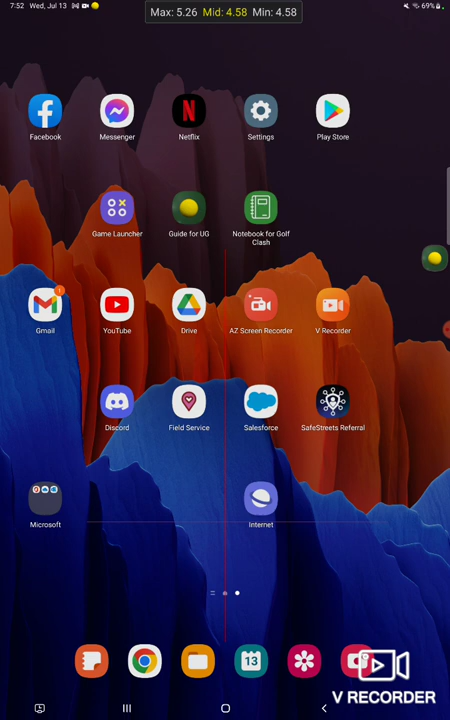 7:52 Wed, Jul 13
69%
Max: 5.26 Mid: 4.58 Min: 4.58
Facebook
Messenger
Netflix
Settings
Play Store
Game Launcher
Guide for UG
Notebook for Golf
Clash
1
Gmail
YouTube
Drive
AZ Screen Recorder
V Recorder
Discord
Field Service
Salesforce
SafeStreets Referral
Microsoft
Internet
13
V RECORDER